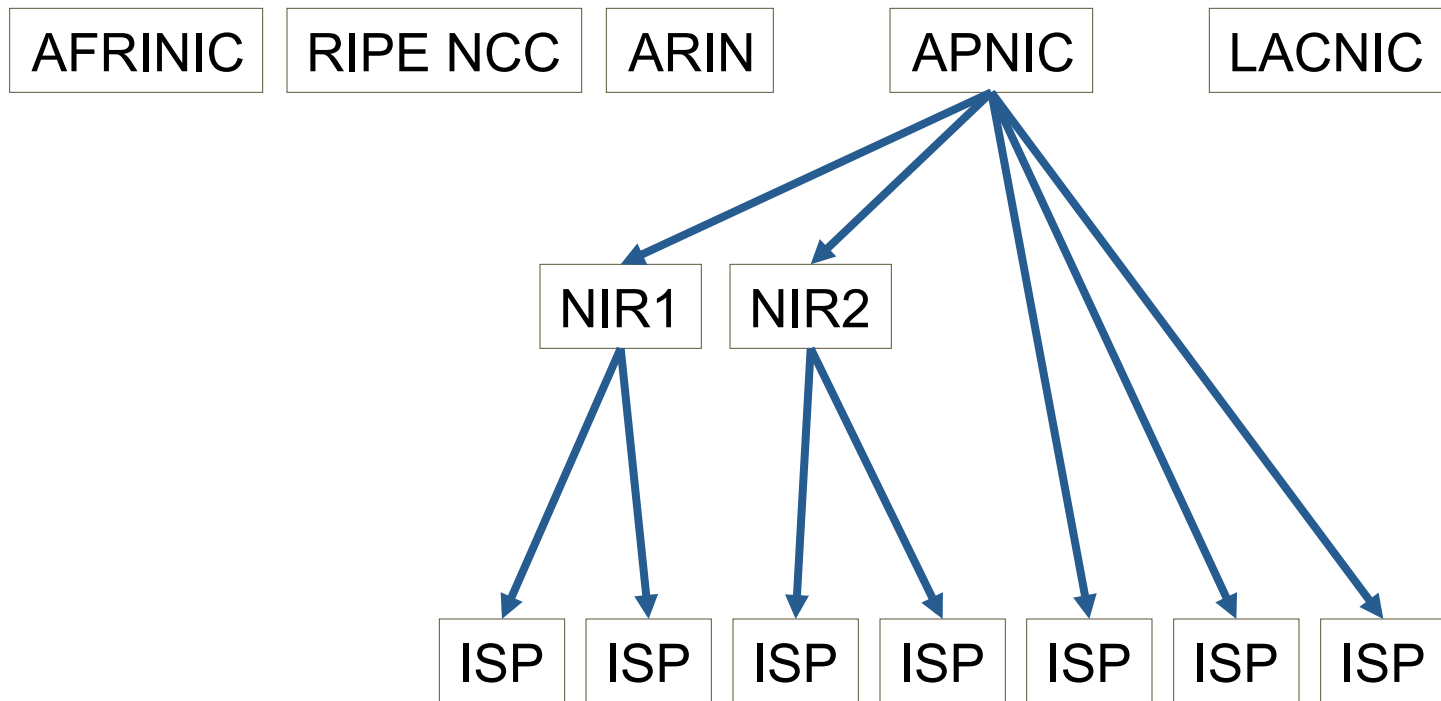 AFRINIC
RIPE NCC
ARIN
APNIC
LACNIC
NIR1
NIR2
ISP
ISP
ISP
ISP
ISP
ISP
ISP